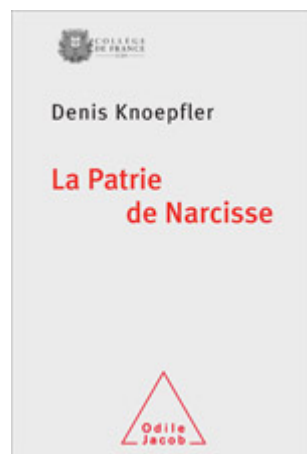 COLLÈGE
DE FRANCE
Denis Knoepfler
La Patrie
de Narcisse
Odile
Jacob